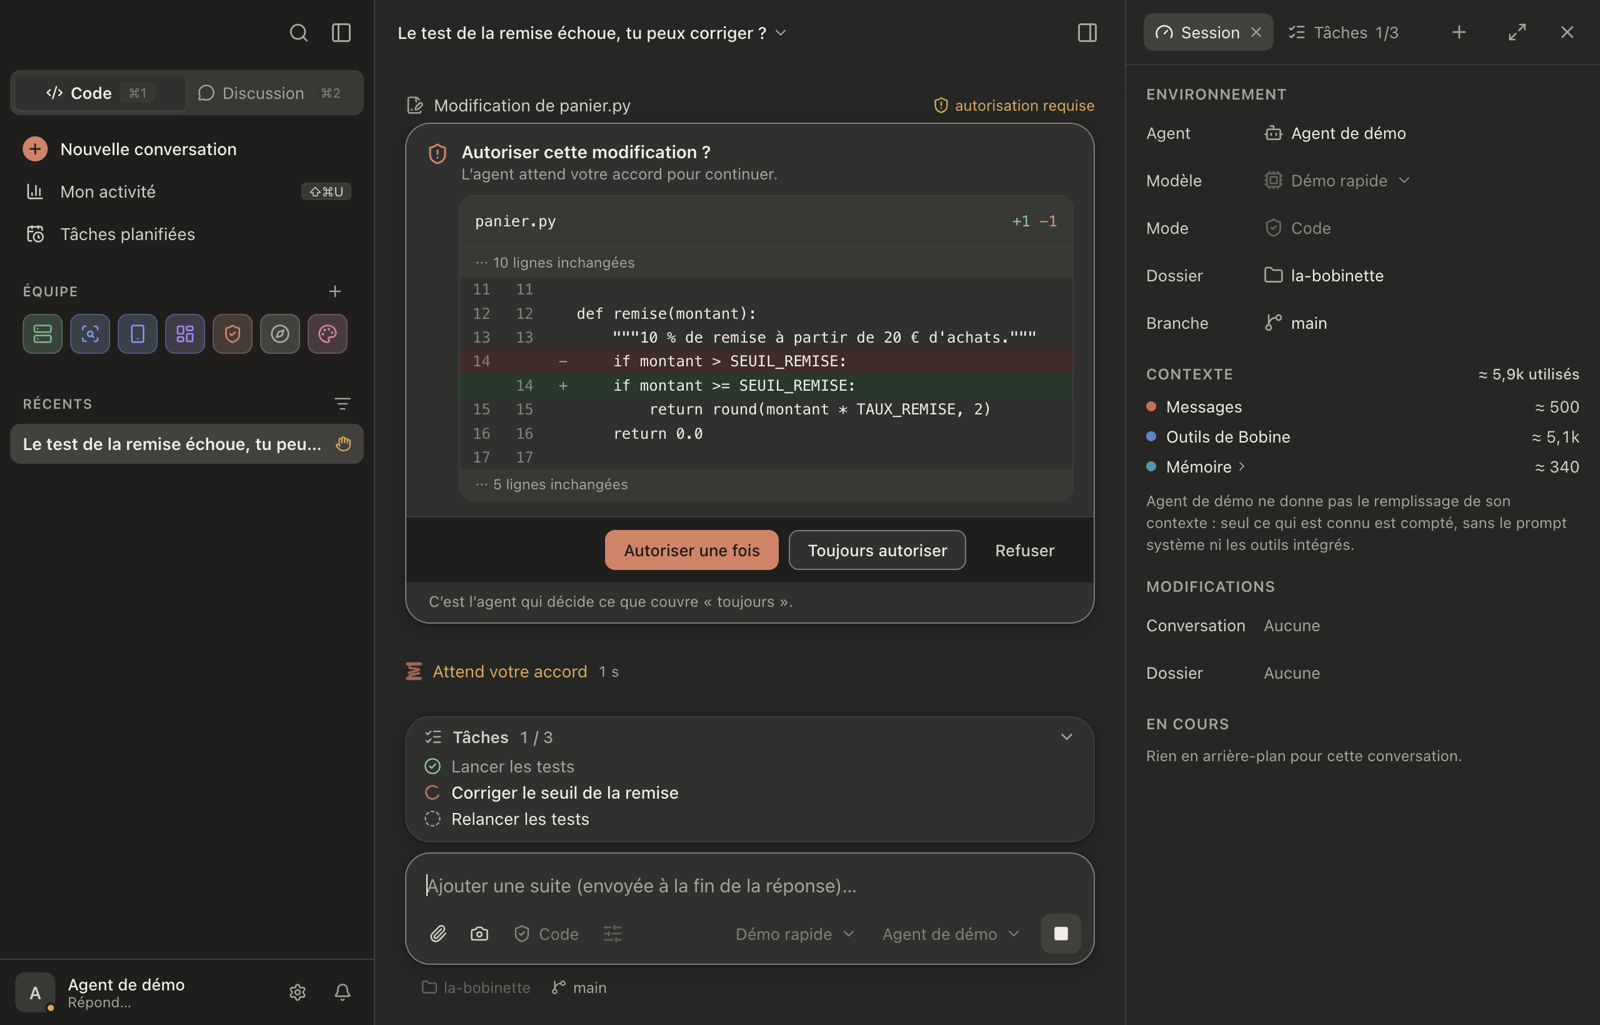 Code ⌘1
Discussion ⌘2
Nouvelle conversation
Mon activité ⇧⌘U
Tâches planifiées
ÉQUIPE
RÉCENTS
Le test de la remise échoue, tu peu...
A
Agent de démo
Répond...
Le test de la remise échoue, tu peux corriger ?
Modification de panier.py
autorisation requise
Autoriser cette modification ?
L’agent attend votre accord pour continuer.
panier.py +1 −1
··· 10 lignes inchangées
11 11
12 12 def remise(montant):
13 13 """10 % de remise à partir de 20 € d'achats."""
14 − if montant > SEUIL_REMISE:
14 + if montant >= SEUIL_REMISE:
15 15 return round(montant * TAUX_REMISE, 2)
16 16 return 0.0
17 17
··· 5 lignes inchangées
Autoriser une fois
Toujours autoriser
Refuser
C’est l’agent qui décide ce que couvre « toujours ».
Attend votre accord 1 s
Tâches 1 / 3
Lancer les tests
Corriger le seuil de la remise
Relancer les tests
Ajouter une suite (envoyée à la fin de la réponse)...
Code
Démo rapide
Agent de démo
la-bobinette
main
Session
Tâches 1/3
ENVIRONNEMENT
Agent Agent de démo
Modèle Démo rapide
Mode Code
Dossier la-bobinette
Branche main
CONTEXTE ≈ 5,9k utilisés
Messages ≈ 500
Outils de Bobine ≈ 5,1k
Mémoire ≈ 340
Agent de démo ne donne pas le remplissage de son
contexte : seul ce qui est connu est compté, sans le prompt
système ni les outils intégrés.
MODIFICATIONS
Conversation Aucune
Dossier Aucune
EN COURS
Rien en arrière-plan pour cette conversation.